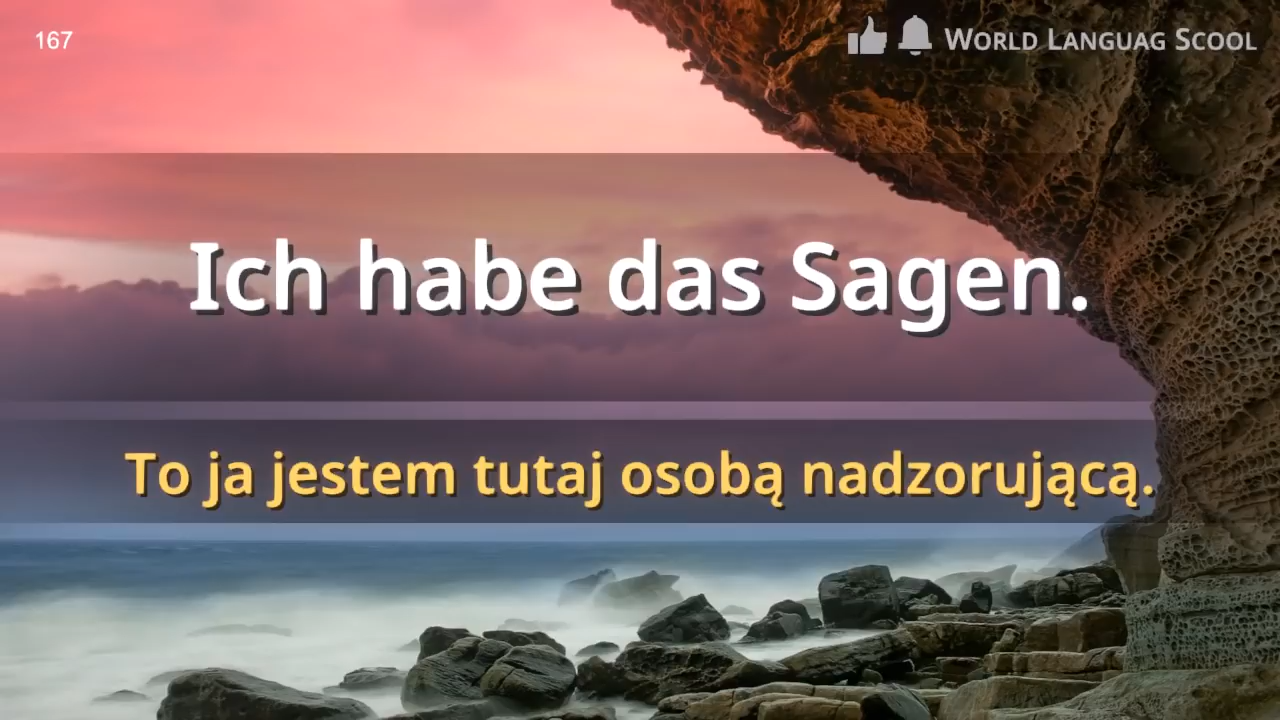 167
World Languag Scool
Ich habe das Sagen.
To ja jestem tutaj osobą nadzorującą.